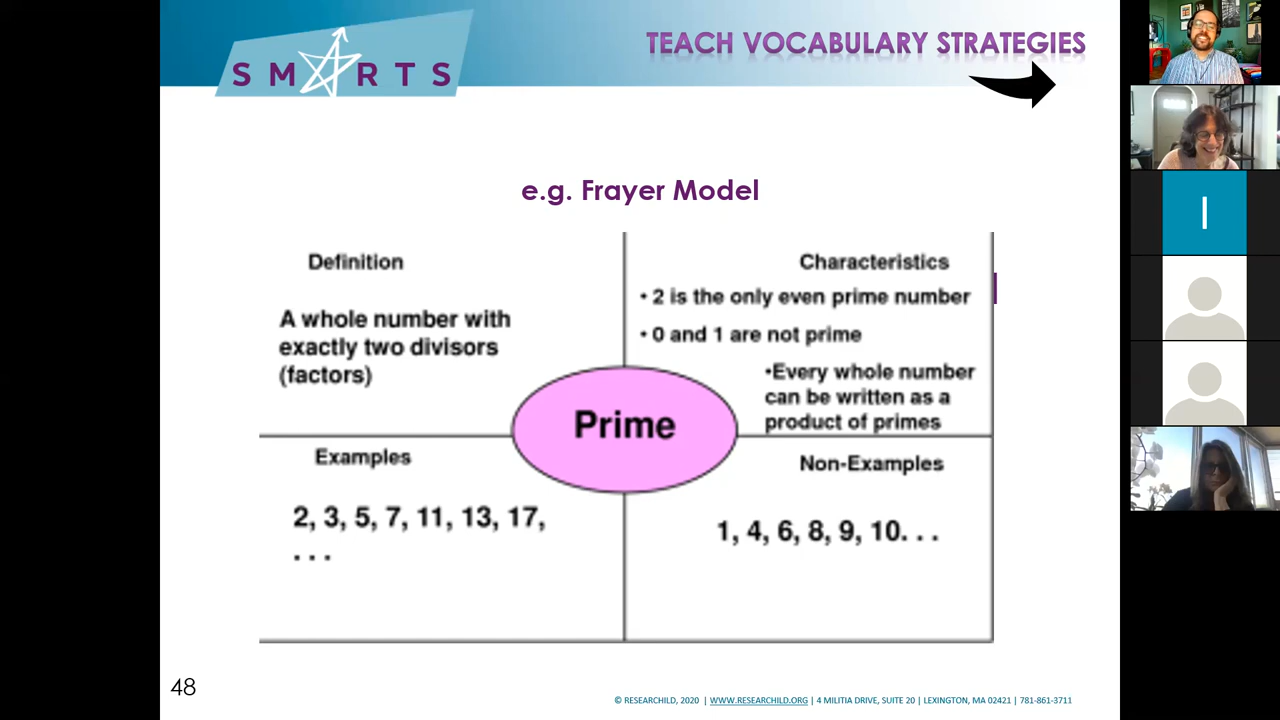 SMARTS
TEACH VOCABULARY STRATEGIES
e.g. Frayer Model
Definition
A whole number with
exactly two divisors
(factors)
Characteristics
• 2 is the only even prime number
• 0 and 1 are not prime
•Every whole number
can be written as a
product of primes
Prime
Examples
2, 3, 5, 7, 11, 13, 17,
. . .
Non-Examples
1, 4, 6, 8, 9, 10. . .
48
© RESEARCHILD, 2020 | WWW.RESEARCHILD.ORG | 4 MILITIA DRIVE, SUITE 20 | LEXINGTON, MA 02421 | 781-861-3711
I